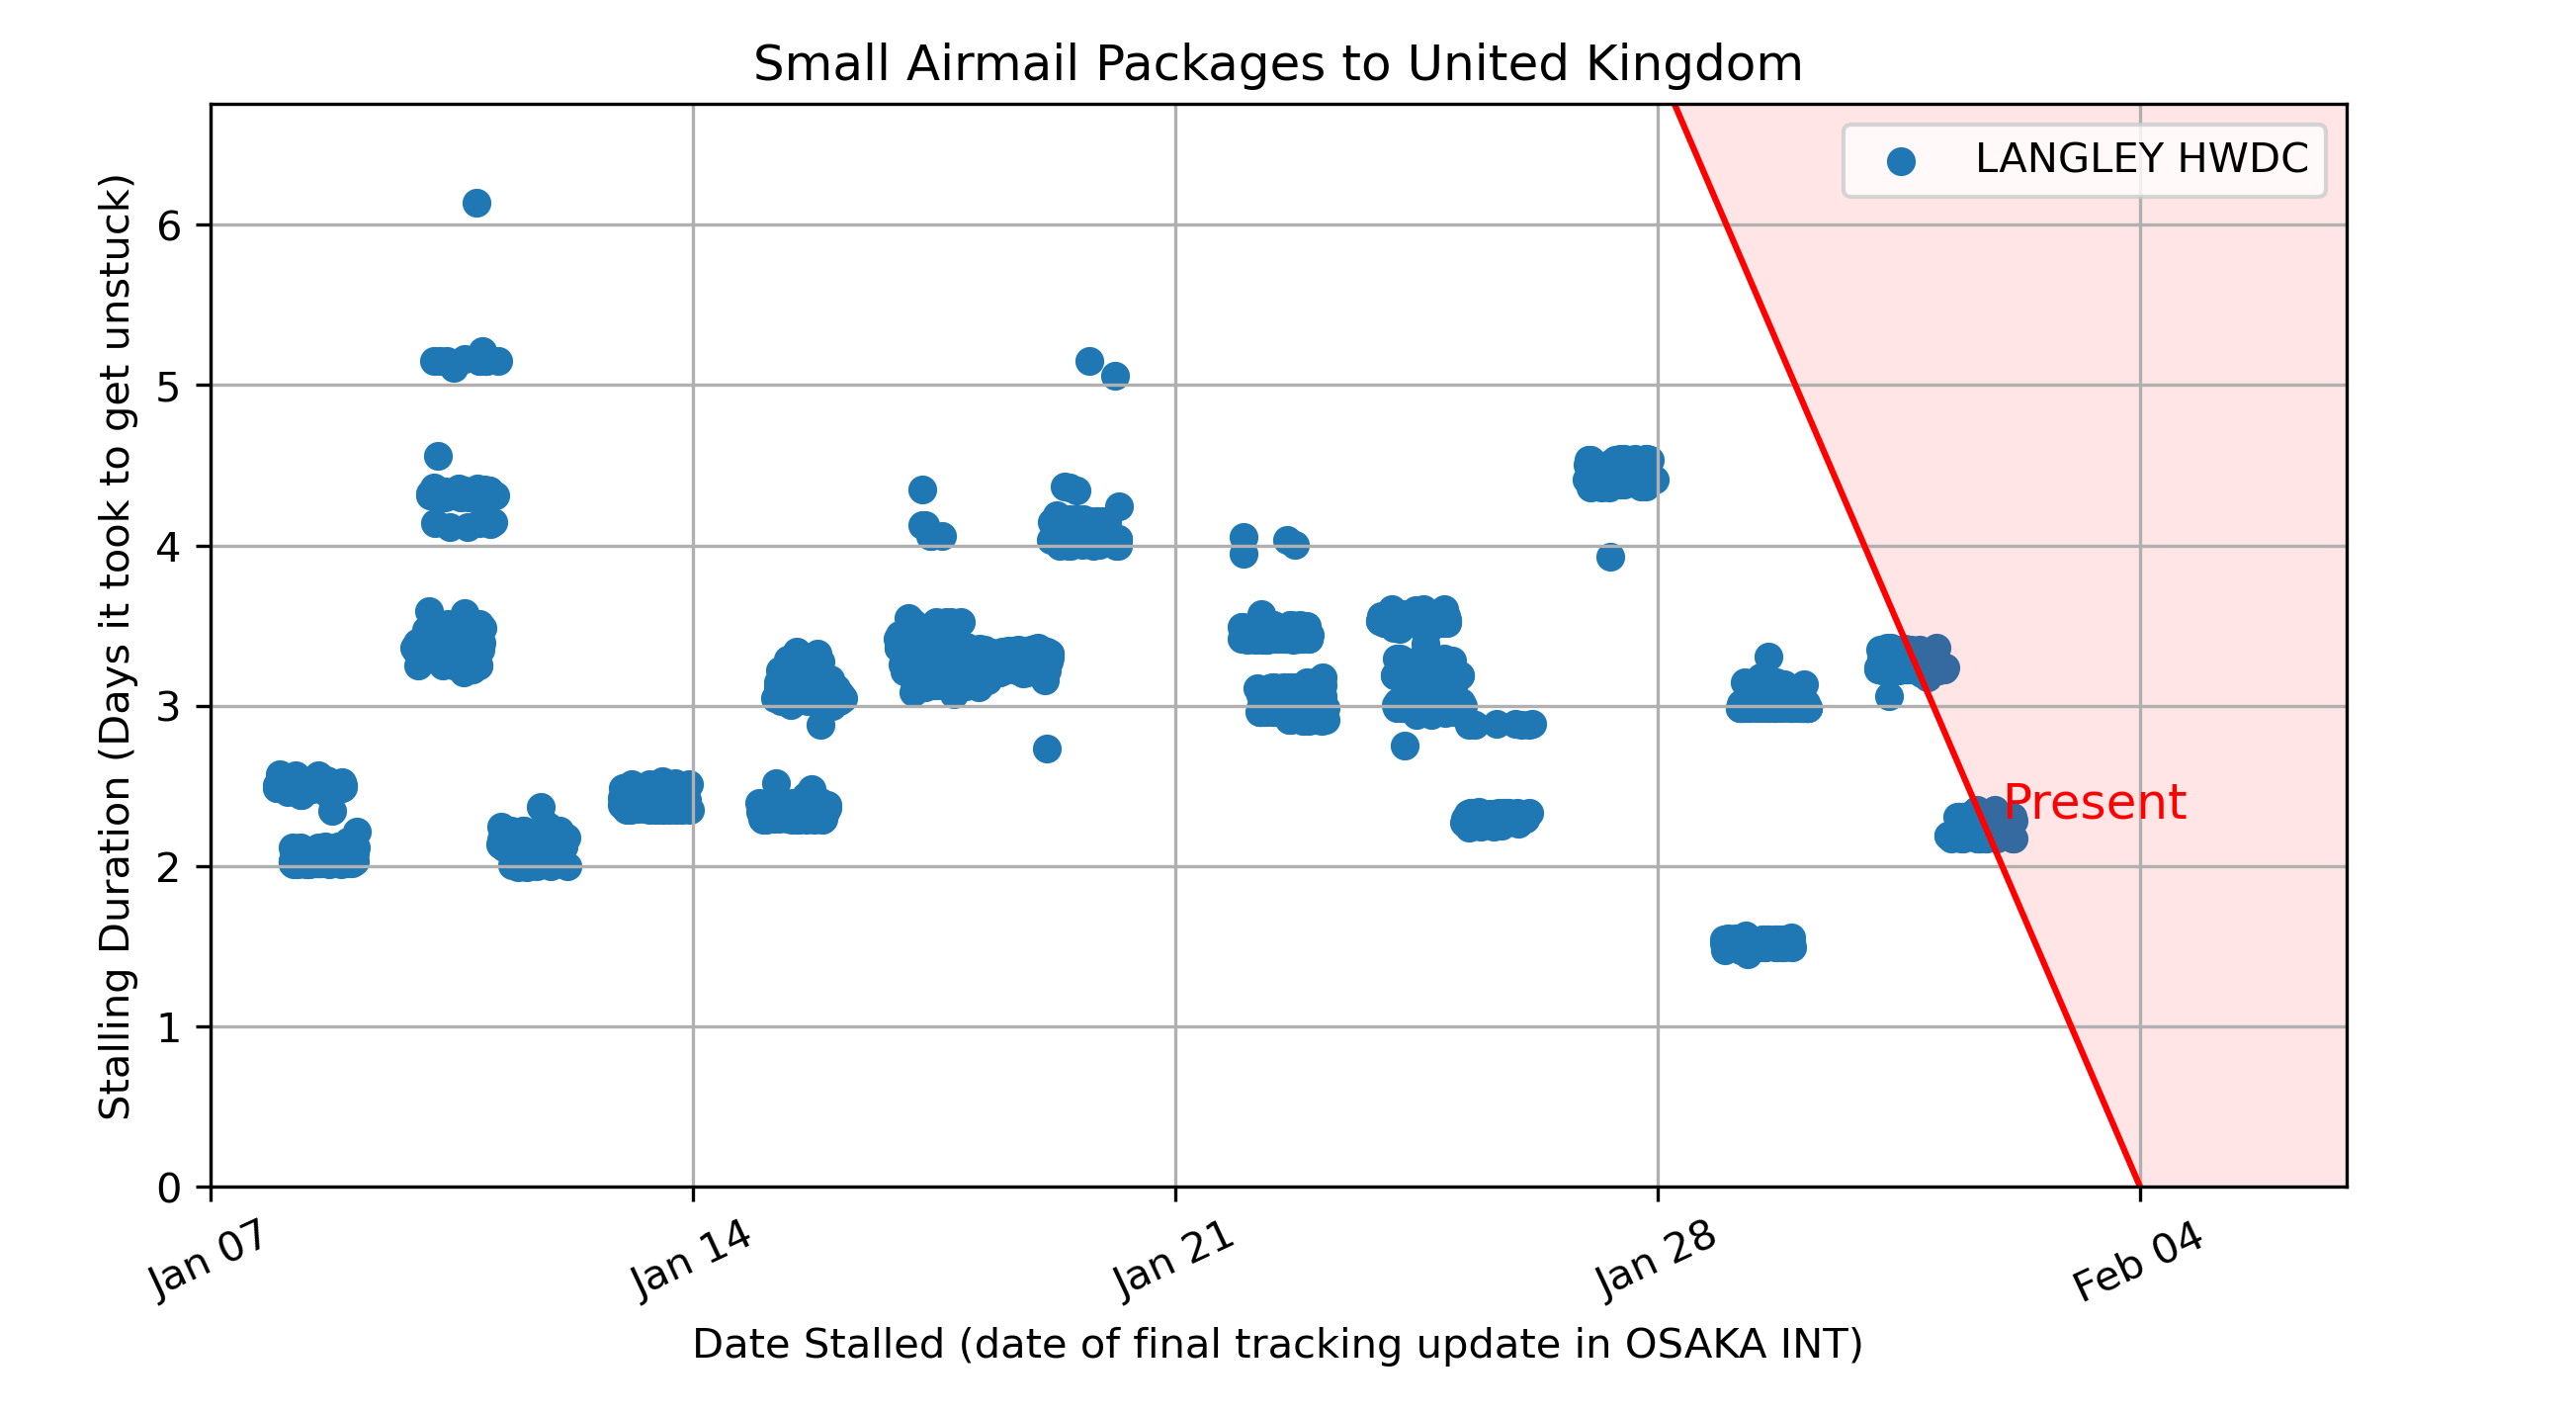 Small Airmail Packages to United Kingdom
LANGLEY HWDC
Stalling Duration (Days it took to get unstuck)
6
5
4
3
2
1
0
Present
Jan 07
Jan 14
Jan 21
Jan 28
Feb 04
Date Stalled (date of final tracking update in OSAKA INT)